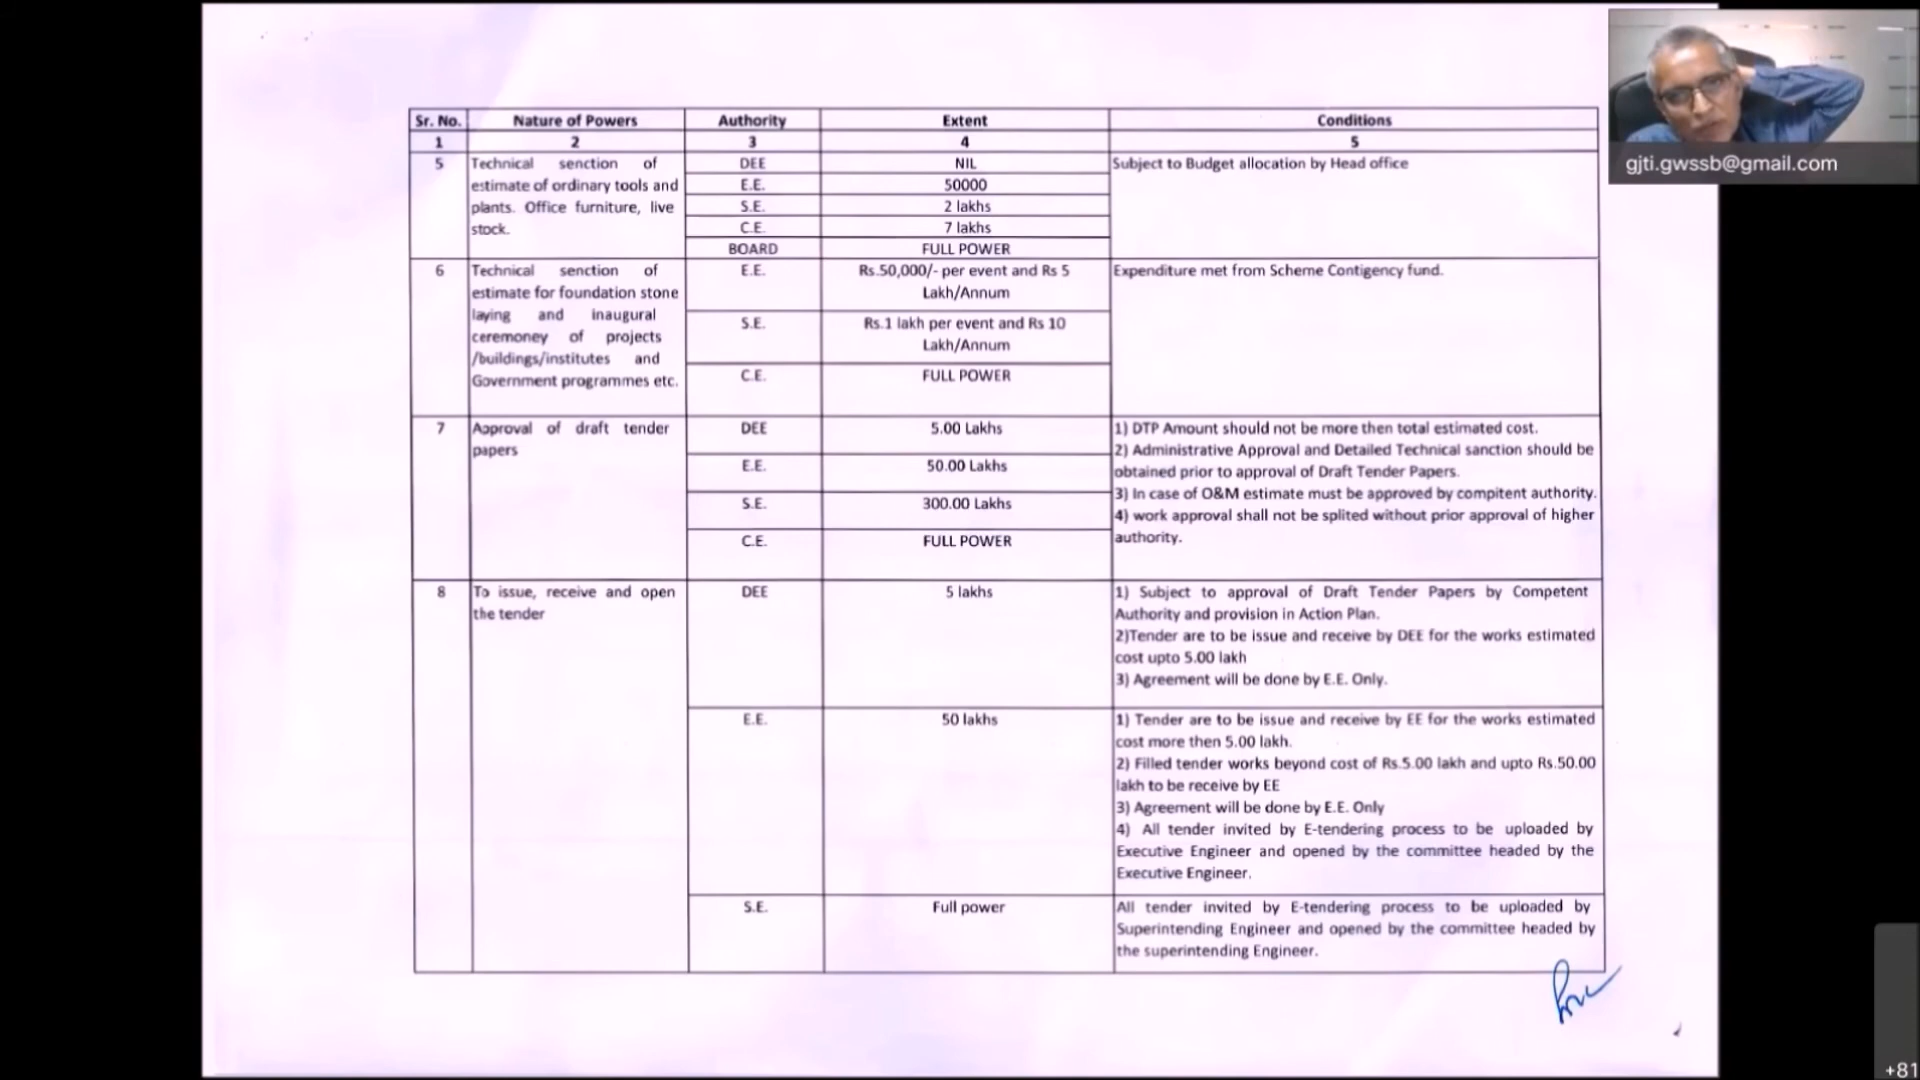 Sr. No. Nature of Powers Authority Extent Conditions
1 2 3 4 5
5 Technical senction of DEE NIL Subject to Budget allocation by Head office
estimate of ordinary tools and E.E. 50000
plants. Office furniture, live S.E. 2 lakhs
stock. C.E. 7 lakhs
BOARD FULL POWER
6 Technical senction of E.E. Rs.50,000/- per event and Rs 5 Expenditure met from Scheme Contigency fund.
estimate for foundation stone Lakh/Annum
laying and inaugural S.E. Rs.1 lakh per event and Rs 10
ceremoney of projects Lakh/Annum
/buildings/institutes and
Government programmes etc. C.E. FULL POWER
7 Approval of draft tender DEE 5.00 Lakhs 1) DTP Amount should not be more then total estimated cost.
papers 2) Administrative Approval and Detailed Technical sanction should be
E.E. 50.00 Lakhs obtained prior to approval of Draft Tender Papers.
S.E. 300.00 Lakhs 3) In case of O&M estimate must be approved by compitent authority.
4) work approval shall not be splited without prior approval of higher
C.E. FULL POWER authority.
8 To issue, receive and open DEE 5 lakhs 1) Subject to approval of Draft Tender Papers by Competent
the tender Authority and provision in Action Plan.
2)Tender are to be issue and receive by DEE for the works estimated
cost upto 5.00 lakh
3) Agreement will be done by E.E. Only.
E.E. 50 lakhs 1) Tender are to be issue and receive by EE for the works estimated
cost more then 5.00 lakh.
2) Filled tender works beyond cost of Rs.5.00 lakh and upto Rs.50.00
lakh to be receive by EE
3) Agreement will be done by E.E. Only
4) All tender invited by E-tendering process to be uploaded by
Executive Engineer and opened by the committee headed by the
Executive Engineer.
S.E. Full power All tender invited by E-tendering process to be uploaded by
Superintending Engineer and opened by the committee headed by
the superintending Engineer.
gjti.gwssb@gmail.com
+81